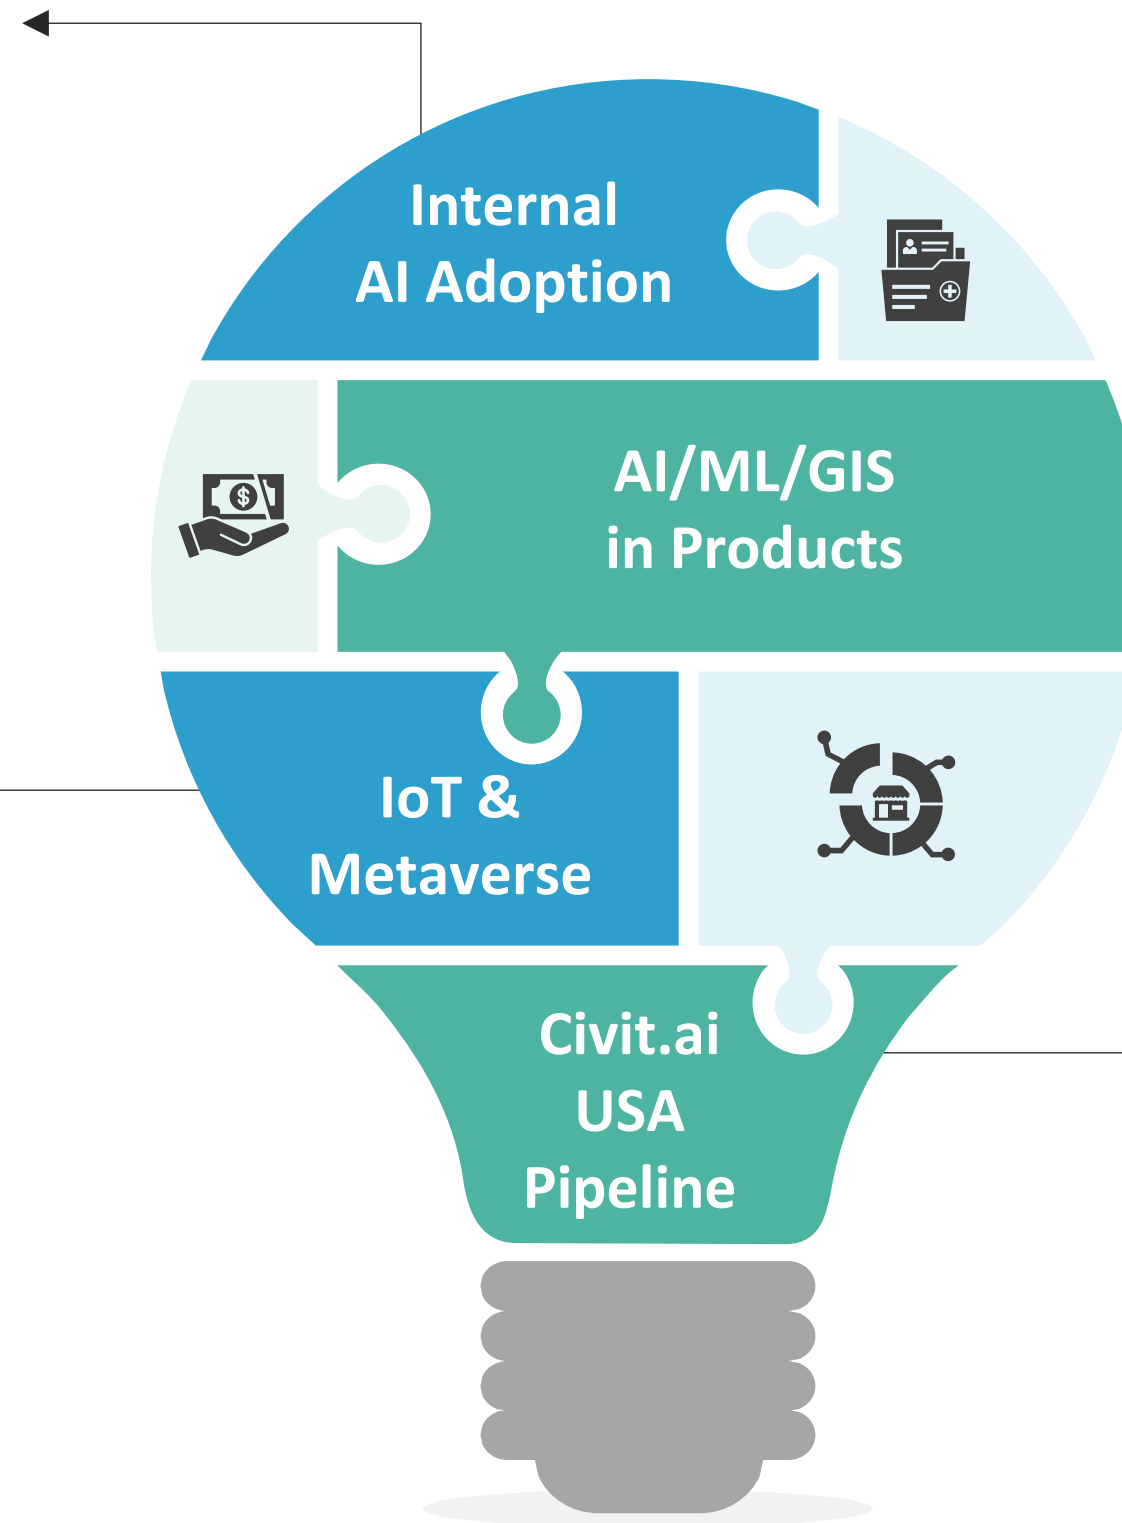 Internal
AI Adoption
$
AI/ML/GIS
in Products
IoT &
Metaverse
Civit.ai
USA
Pipeline